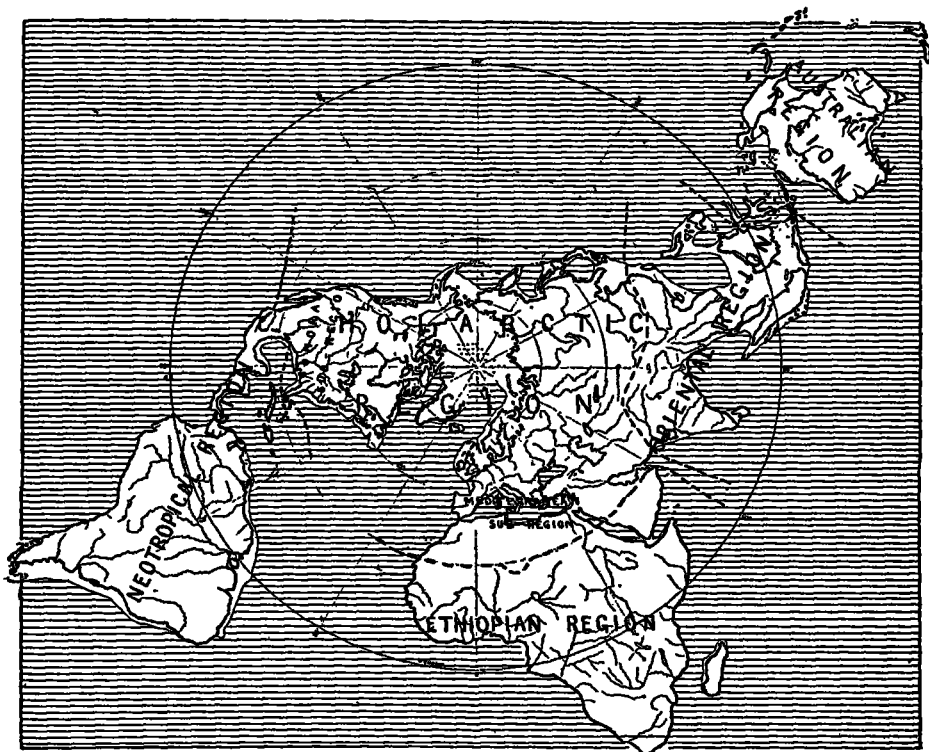 AUSTRALIAN
REGION
HOLARCTIC
REGION
ORIENTAL
REGION
NEOTROPICAL
REGION
MEDITERRANEAN
SUB-REGION
ETHIOPIAN REGION